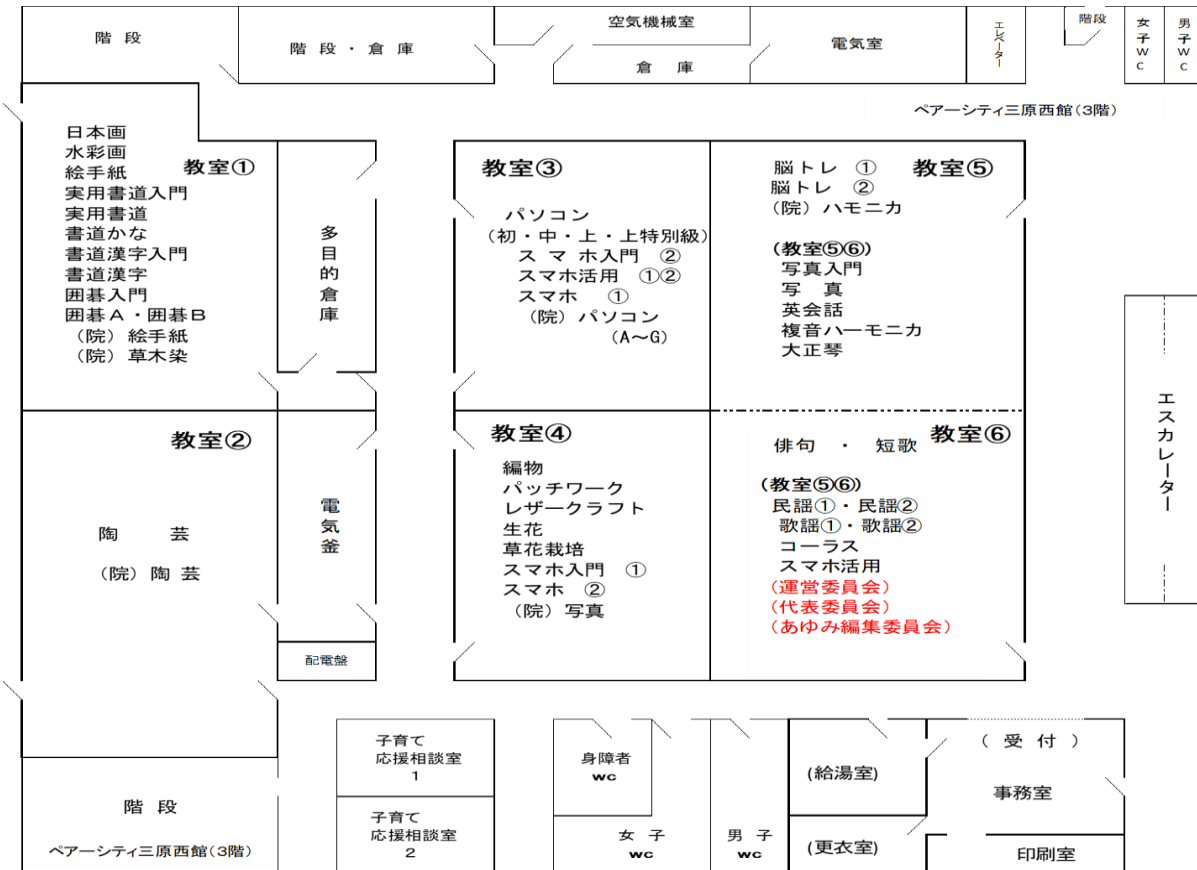 階 段
階 段 ・ 倉 庫
空気機械室
倉 庫
電気室
エレベーター
階段
女子WC
男子WC
ペアーシティ三原西館(3階)
教室①
日本画
水彩画
絵手紙
実用書道入門
実用書道
書道かな
書道漢字入門
書道漢字
囲碁入門
囲碁A・囲碁B
(院) 絵手紙
(院) 草木染
多目的倉庫
教室③
パソコン
(初・中・上・上特別級)
ス マ ホ入門 ②
スマホ活用 ①②
スマホ ①
(院) パソコン
(A～G)
教室⑤
脳トレ ①
脳トレ ②
(院) ハモニカ
(教室⑤⑥)
写真入門
写 真
英会話
複音ハーモニカ
大正琴
エスカレーター
教室②
陶 芸
(院) 陶 芸
電気釜
配電盤
教室④
編物
パッチワーク
レザークラフト
生花
草花栽培
スマホ入門 ①
スマホ ②
(院) 写真
教室⑥
俳句 ・ 短歌
(教室⑤⑥)
民謡①・民謡②
歌謡①・歌謡②
コーラス
スマホ活用
(運営委員会)
(代表委員会)
(あゆみ編集委員会)
階 段
ペアーシティ三原西館(3階)
子育て
応援相談室
1
子育て
応援相談室
2
身障者
WC
女 子
WC
男 子
WC
(給湯室)
(更衣室)
( 受 付 )
事務室
印刷室